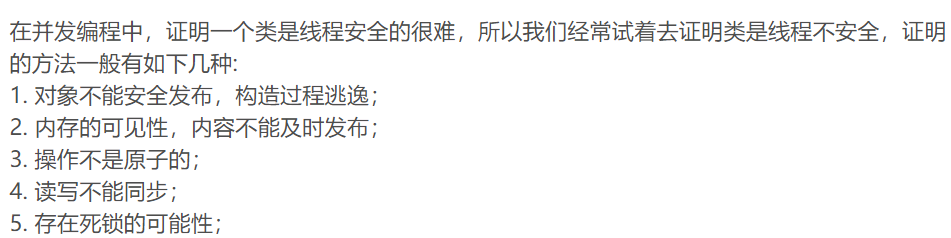 在并发编程中，证明一个类是线程安全的很难，所以我们经常试着去证明类是线程不安全，证明
的方法一般有如下几种:
1. 对象不能安全发布，构造过程逃逸；
2. 内存的可见性，内容不能及时发布；
3. 操作不是原子的；
4. 读写不能同步；
5. 存在死锁的可能性；